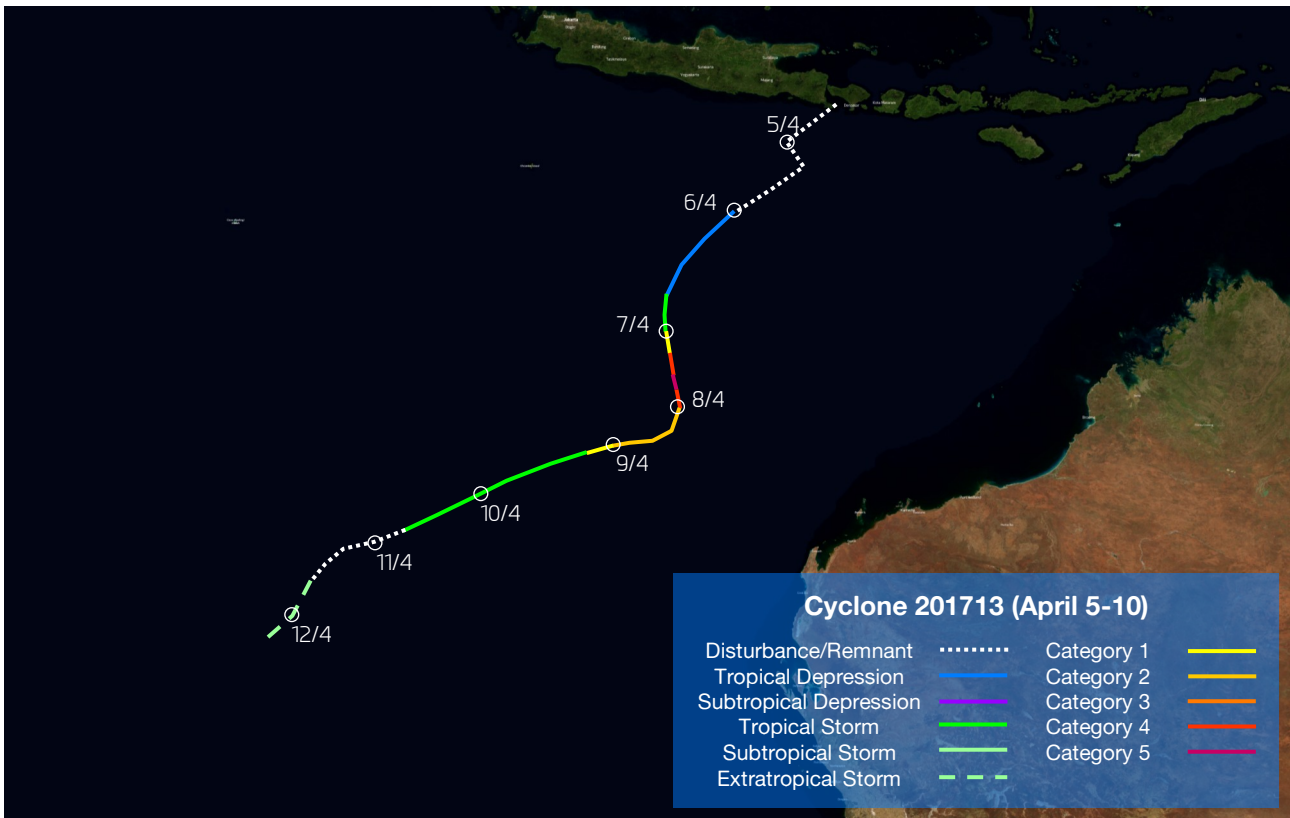 Jakarta
5/4
6/4
7/4
8/4
9/4
10/4
11/4
12/4
Cyclone 201713 (April 5-10)
Disturbance/Remnant
Category 1
Tropical Depression
Category 2
Subtropical Depression
Category 3
Tropical Storm
Category 4
Subtropical Storm
Category 5
Extratropical Storm